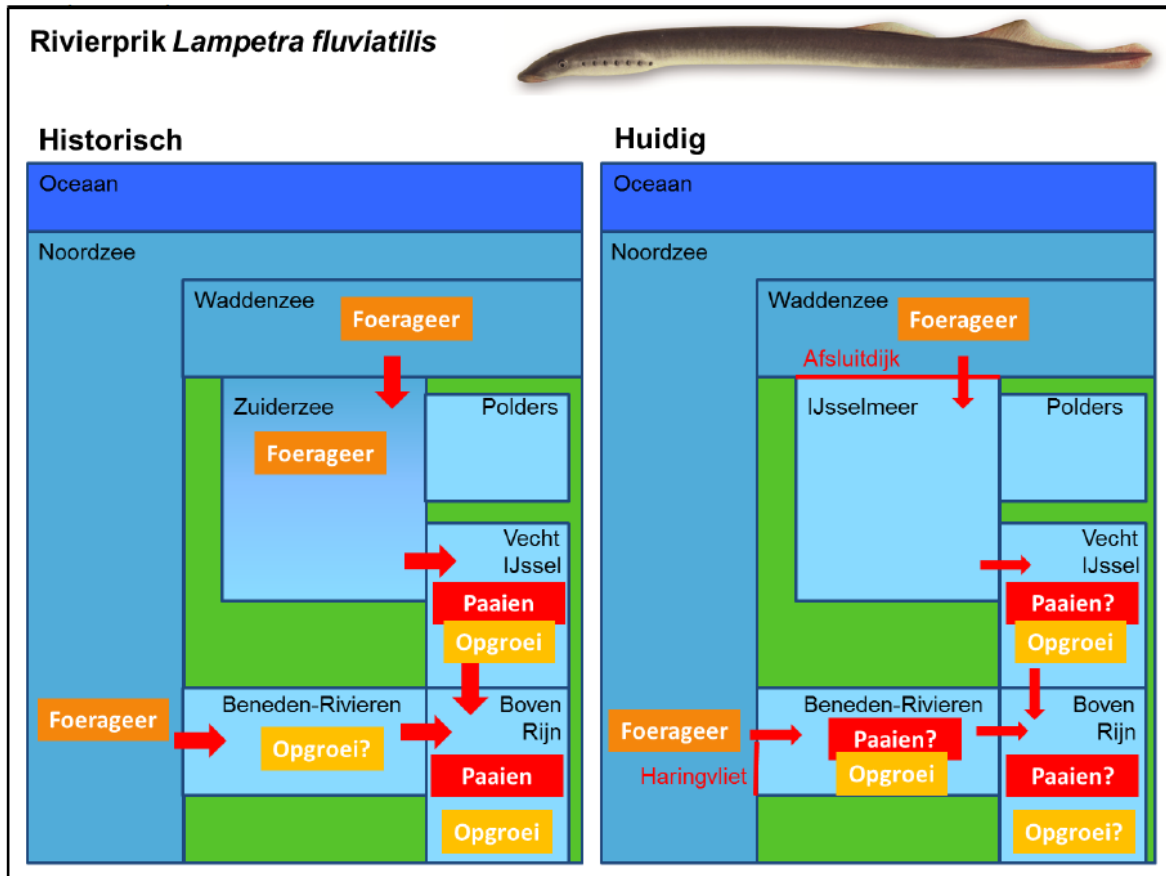 Rivierprik Lampetra fluviatilis
Historisch
Oceaan
Noordzee
Waddenzee
Foerageer
Zuiderzee
Foerageer
Polders
Vecht
IJssel
Paaien
Opgroei
Foerageer
Beneden-Rivieren
Opgroei?
Boven
Rijn
Paaien
Opgroei
Huidig
Oceaan
Noordzee
Waddenzee
Foerageer
Afsluitdijk
IJsselmeer
Polders
Vecht
IJssel
Paaien?
Opgroei
Foerageer
Haringvliet
Beneden-Rivieren
Paaien?
Opgroei
Boven
Rijn
Paaien?
Opgroei?